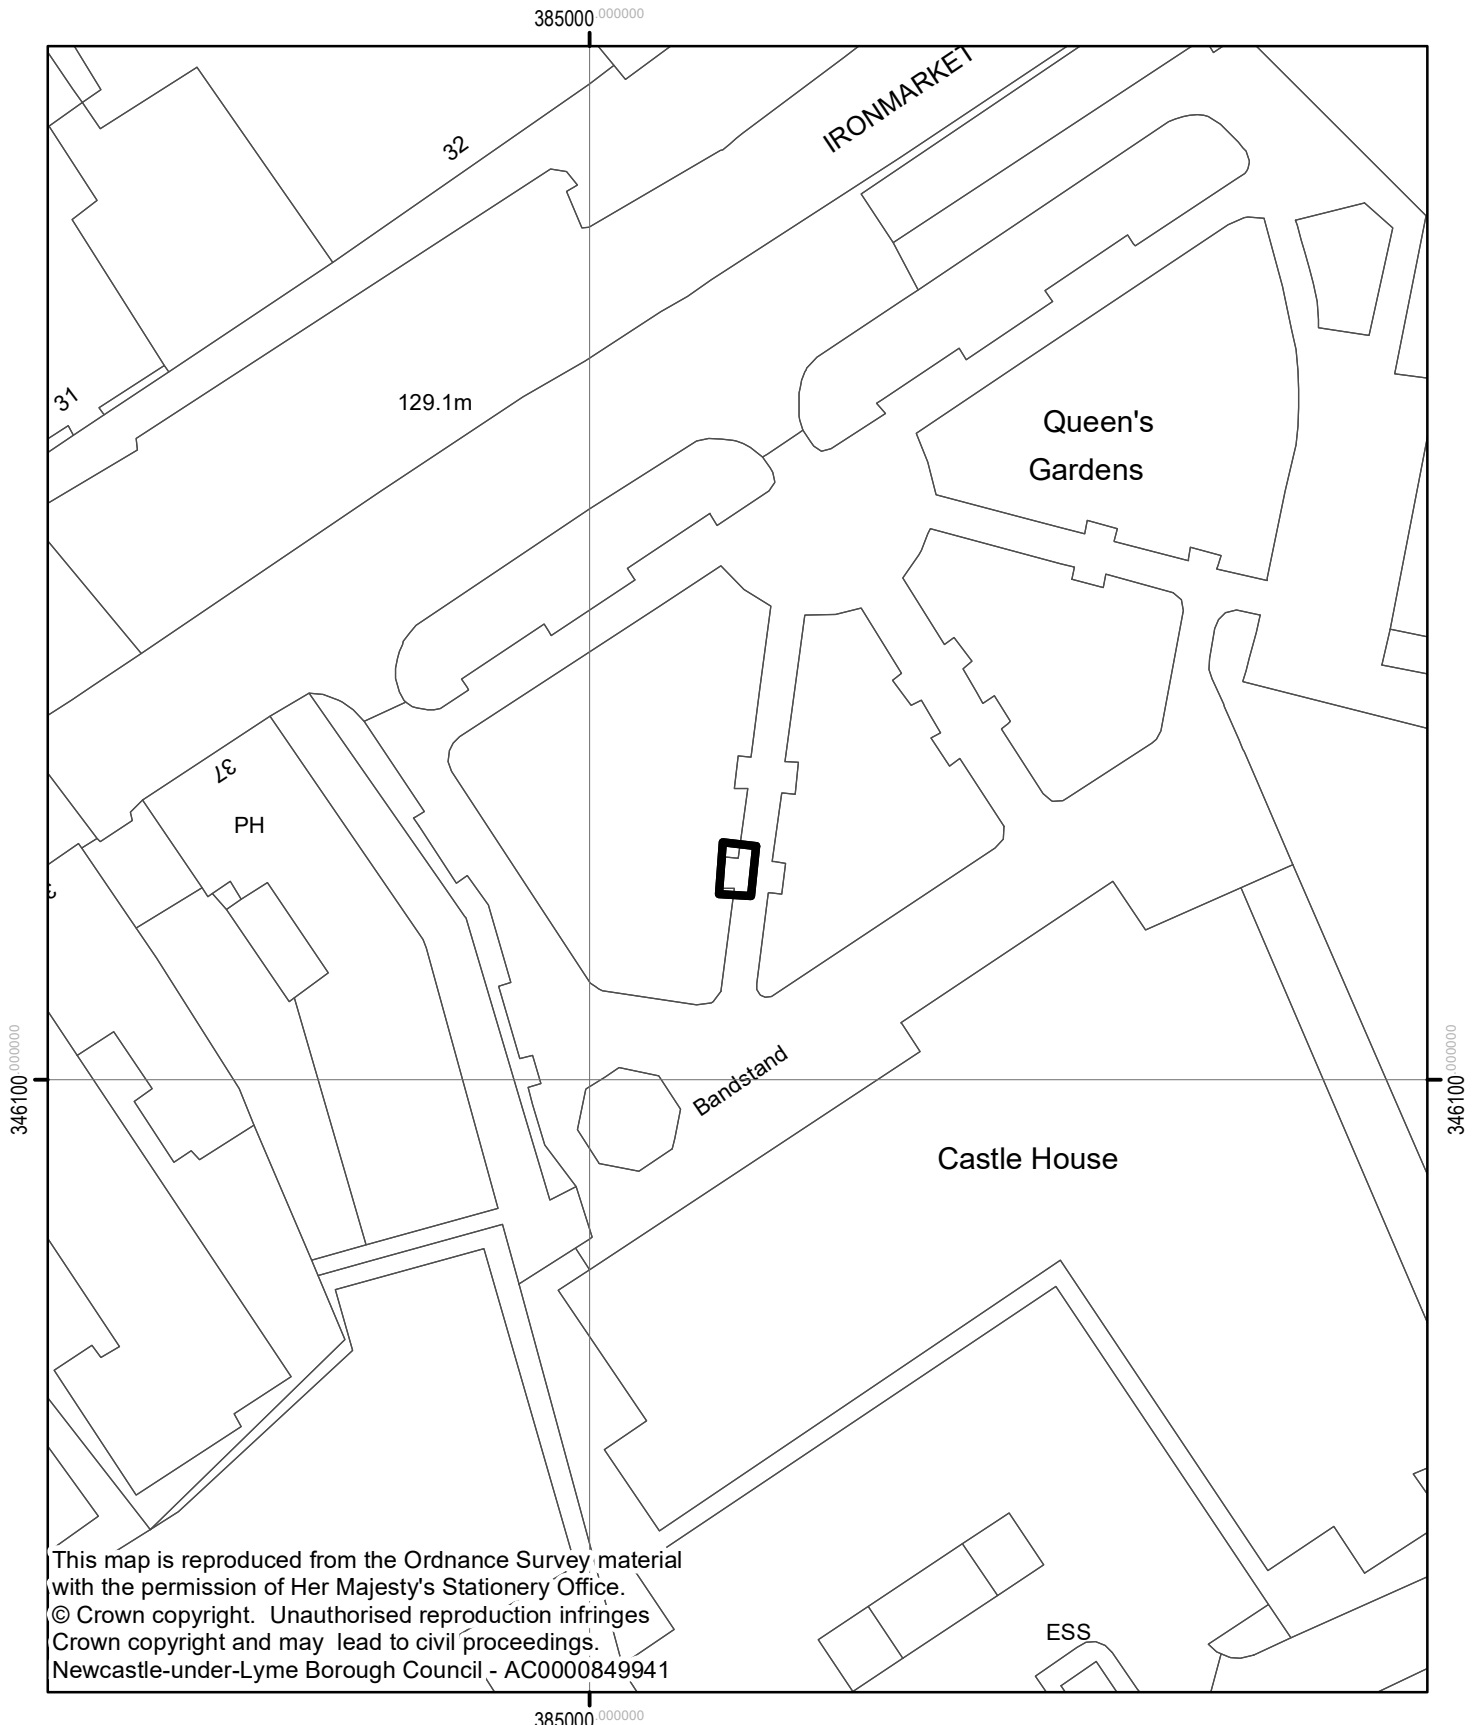 385000.000000
IRONMARKET
32
31
129.1m
Queen's
Gardens
37
PH
3
346100.000000
346100.000000
Bandstand
Castle House
ESS
This map is reproduced from the Ordnance Survey material
with the permission of Her Majesty's Stationery Office.
© Crown copyright.  Unauthorised reproduction infringes
Crown copyright and may  lead to civil proceedings.
Newcastle-under-Lyme Borough Council - AC0000849941
385000.000000